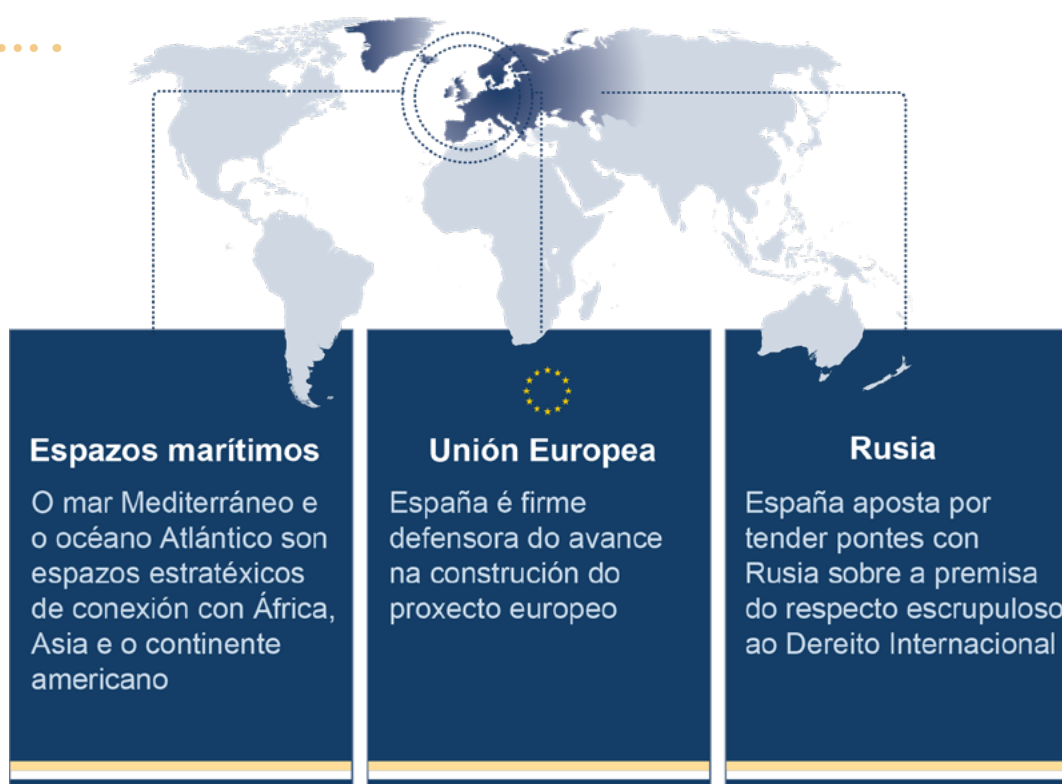 Espazos marítimos
O mar Mediterráneo e
o océano Atlántico son
espazos estratéxicos
de conexión con África,
Asia e o continente
americano
Unión Europea
España é firme
defensora do avance
na construción do
proxecto europeo
Rusia
España aposta por
tender pontes con
Rusia sobre a premisa
do respecto escrupuloso
ao Dereito Internacional